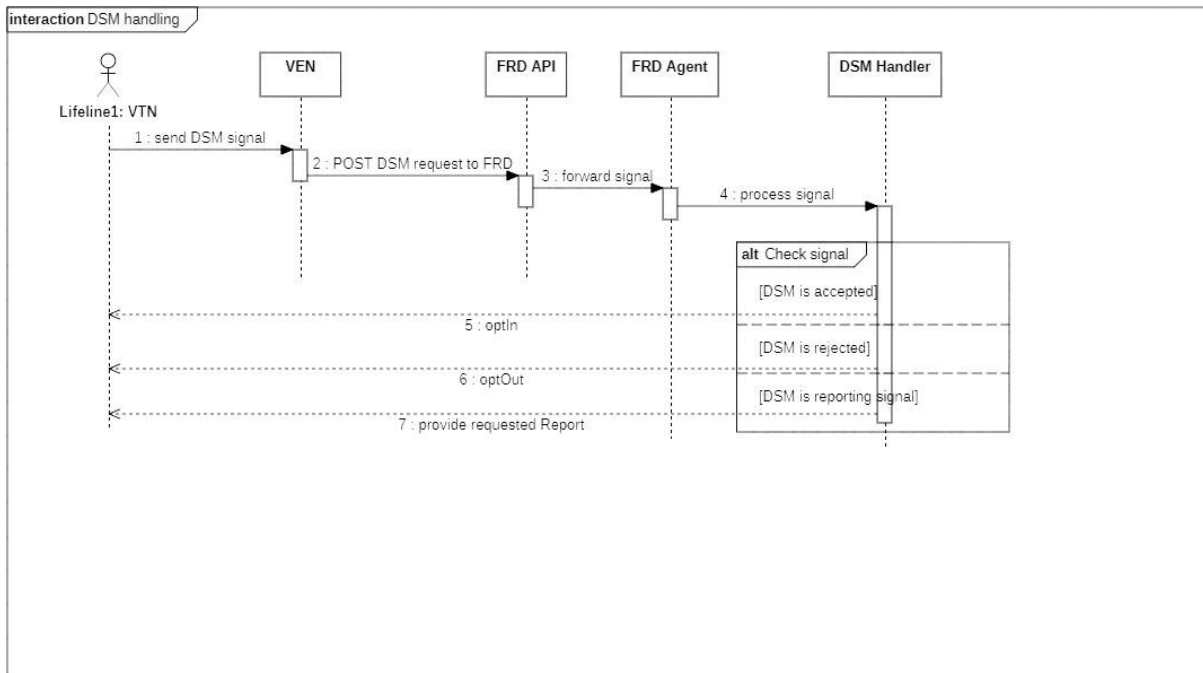 interaction DSM handling
VEN
FRD API
FRD Agent
DSM Handler
Lifeline1: VTN
1 : send DSM signal
2 : POST DSM request to FRD
3 : forward signal
4 : process signal
alt Check signal
[DSM is accepted]
5 : optIn
[DSM is rejected]
6 : optOut
[DSM is reporting signal]
7 : provide requested Report